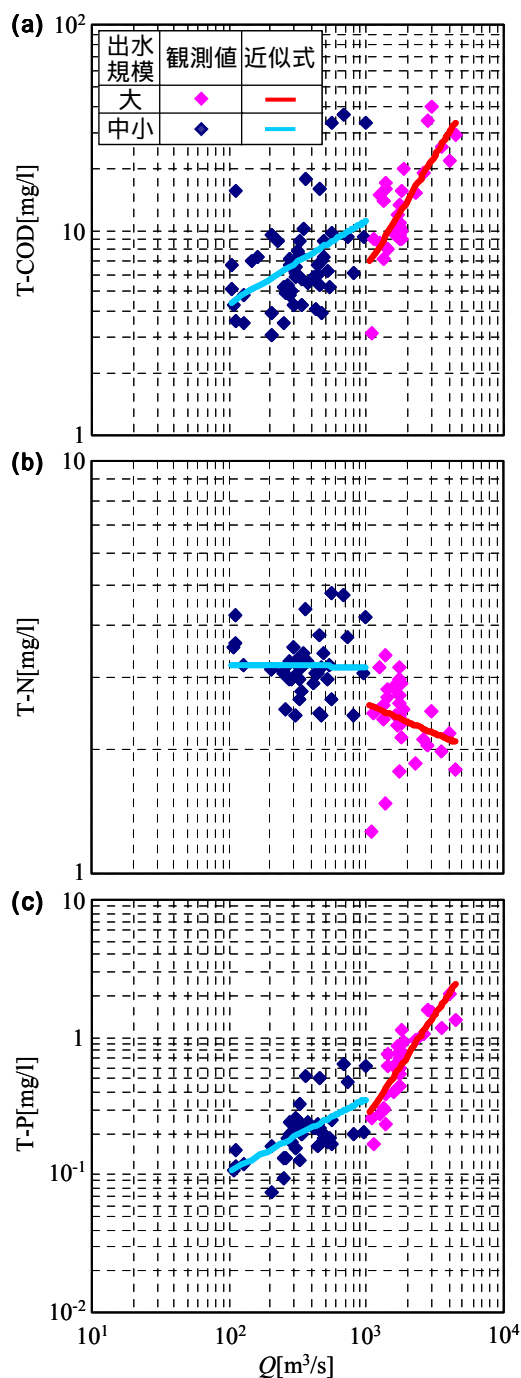 (a)
10²
出水規模 観測値 近似式
大
中小
T-COD[mg/l]
10
1
(b)
10
T-N[mg/l]
1
(c)
10
T-P[mg/l]
1
10⁻¹
10⁻²
10¹ 10² 10³ 10⁴
Q[m³/s]